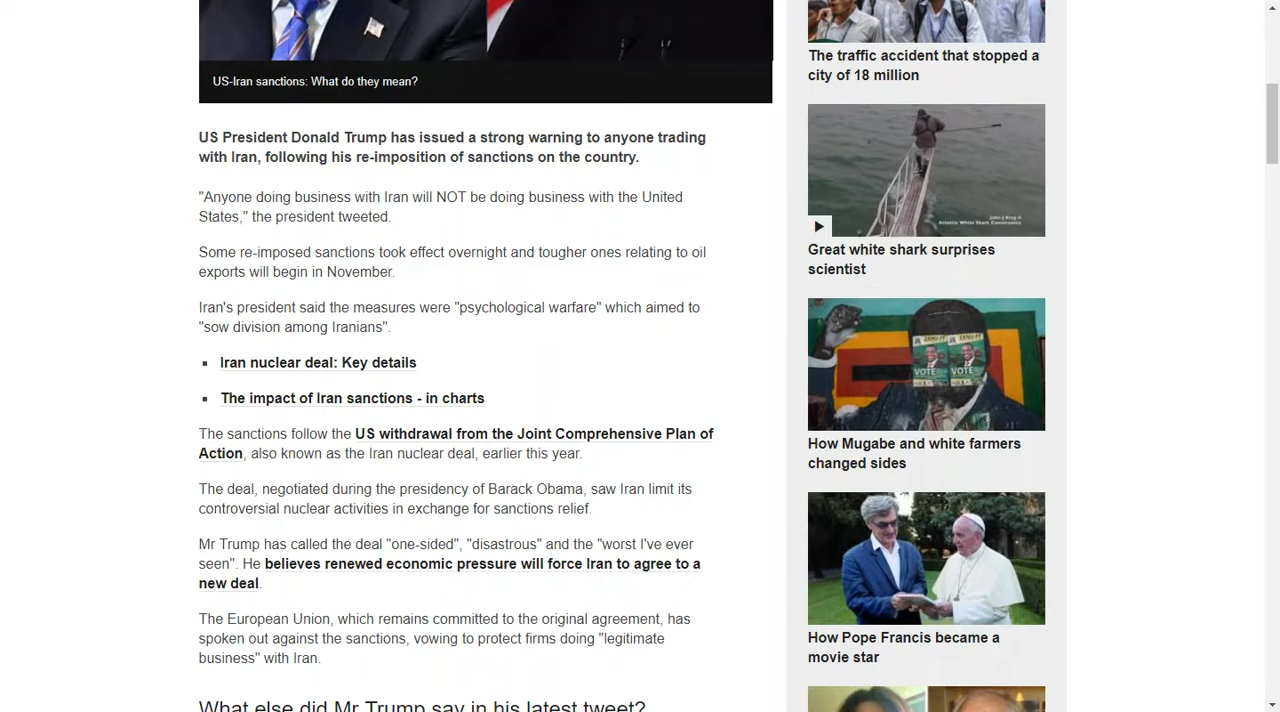 US-Iran sanctions: What do they mean?
US President Donald Trump has issued a strong warning to anyone trading
with Iran, following his re-imposition of sanctions on the country.
"Anyone doing business with Iran will NOT be doing business with the United
States," the president tweeted.
Some re-imposed sanctions took effect overnight and tougher ones relating to oil
exports will begin in November.
Iran's president said the measures were "psychological warfare" which aimed to
"sow division among Iranians".
Iran nuclear deal: Key details
The impact of Iran sanctions - in charts
The sanctions follow the US withdrawal from the Joint Comprehensive Plan of
Action, also known as the Iran nuclear deal, earlier this year.
The deal, negotiated during the presidency of Barack Obama, saw Iran limit its
controversial nuclear activities in exchange for sanctions relief.
Mr Trump has called the deal "one-sided", "disastrous" and the "worst I've ever
seen". He believes renewed economic pressure will force Iran to agree to a
new deal.
The European Union, which remains committed to the original agreement, has
spoken out against the sanctions, vowing to protect firms doing "legitimate
business" with Iran.
What else did Mr Trump say in his latest tweet?
The traffic accident that stopped a
city of 18 million
John J King II
Atlantic White Shark Conservancy
Great white shark surprises
scientist
ZANU PF
VOTE VOTE
How Mugabe and white farmers
changed sides
How Pope Francis became a
movie star